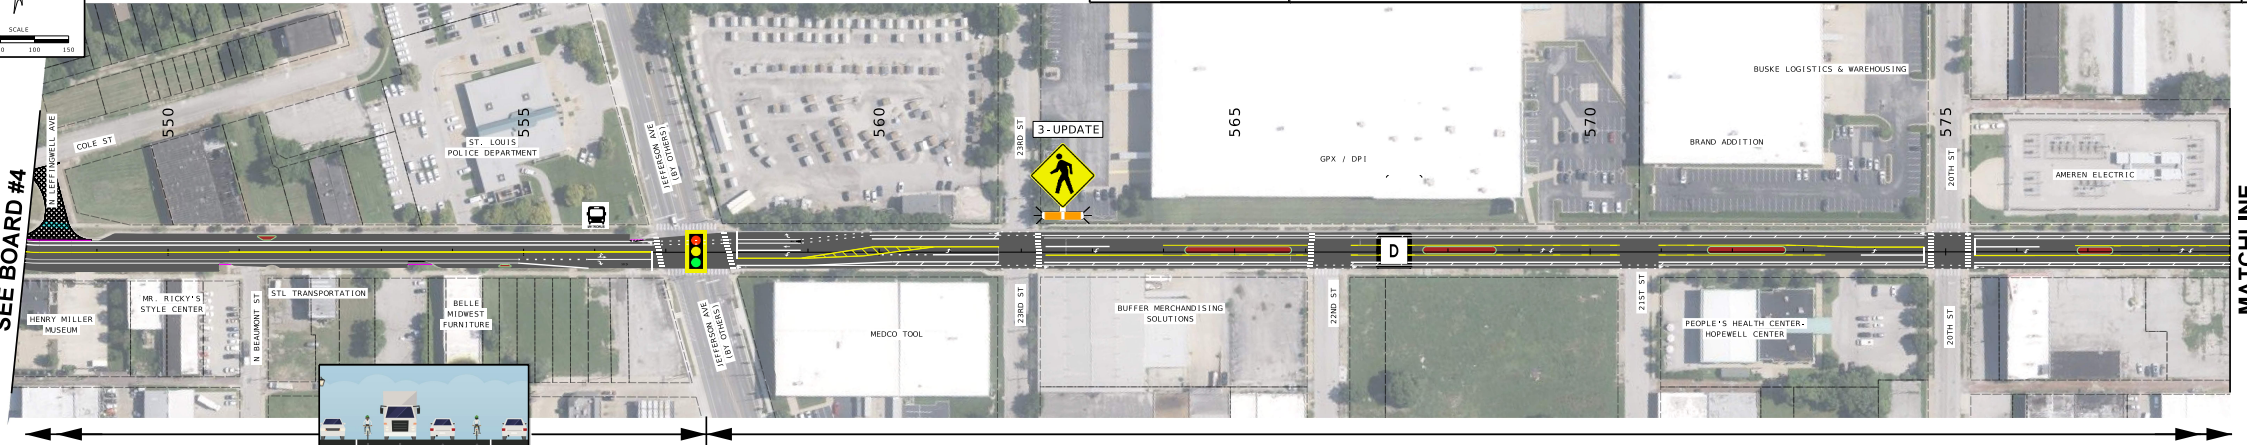 SCALE
0 100 150
SEE BOARD #4
N LEFFINGWELL AVE
COLE ST
550
555
ST. LOUIS
POLICE DEPARTMENT
JEFFERSON AVE
(BY OTHERS)
560
23RD ST
3-UPDATE
565
GPX / DPI
570
BUSKE LOGISTICS & WAREHOUSING
BRAND ADDITION
575
20TH ST
AMEREN ELECTRIC
D
HENRY MILLER
MUSEUM
MR. RICKY'S
STYLE CENTER
N BEAUMONT ST
STL TRANSPORTATION
BELLE
MIDWEST
FURNITURE
JEFFERSON AVE
(BY OTHERS)
MEDCO TOOL
23RD ST
BUFFER MERCHANDISING
SOLUTIONS
22ND ST
21ST ST
PEOPLE'S HEALTH CENTER-
HOPEWELL CENTER
20TH ST
MATCHLINE